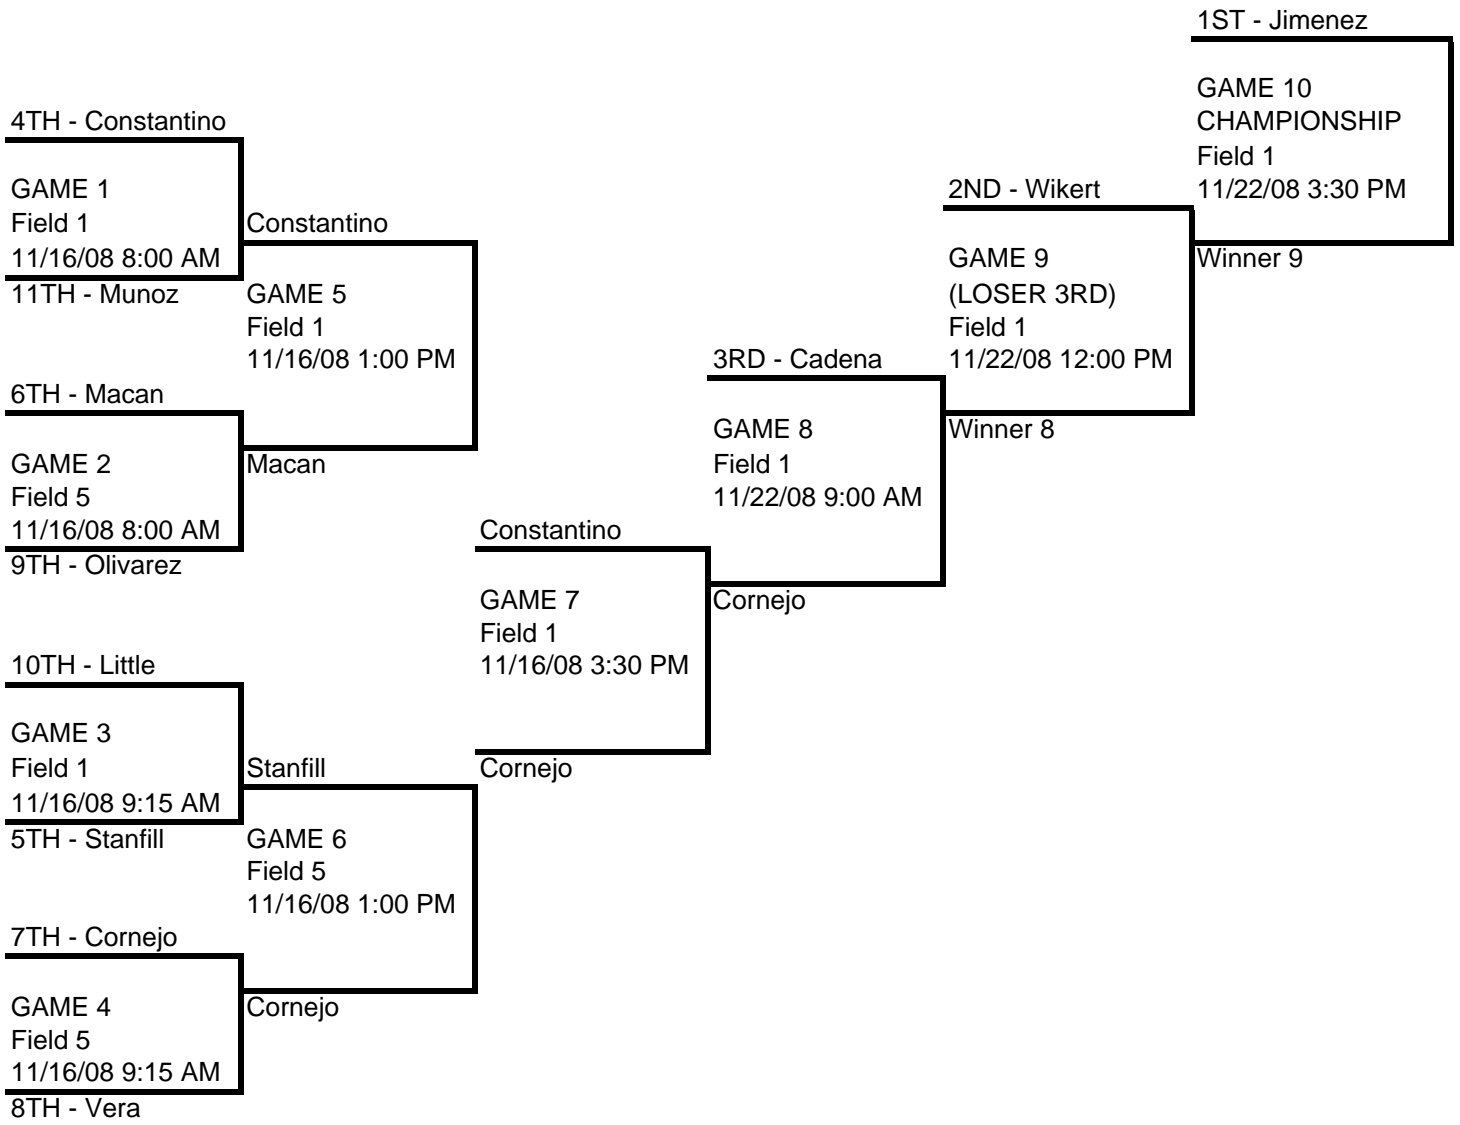 4TH - Constantino
GAME 1
Field 1
11/16/08 8:00 AM
11TH - Munoz
6TH - Macan
GAME 2
Field 5
11/16/08 8:00 AM
9TH - Olivarez
10TH - Little
GAME 3
Field 1
11/16/08 9:15 AM
5TH - Stanfill
7TH - Cornejo
GAME 4
Field 5
11/16/08 9:15 AM
8TH - Vera
Constantino
GAME 5
Field 1
11/16/08 1:00 PM
Macan
Stanfill
GAME 6
Field 5
11/16/08 1:00 PM
Cornejo
Constantino
GAME 7
Field 1
11/16/08 3:30 PM
Cornejo
3RD - Cadena
GAME 8
Field 1
11/22/08 9:00 AM
Cornejo
2ND - Wikert
GAME 9
(LOSER 3RD)
Field 1
11/22/08 12:00 PM
Winner 8
1ST - Jimenez
GAME 10
CHAMPIONSHIP
Field 1
11/22/08 3:30 PM
Winner 9